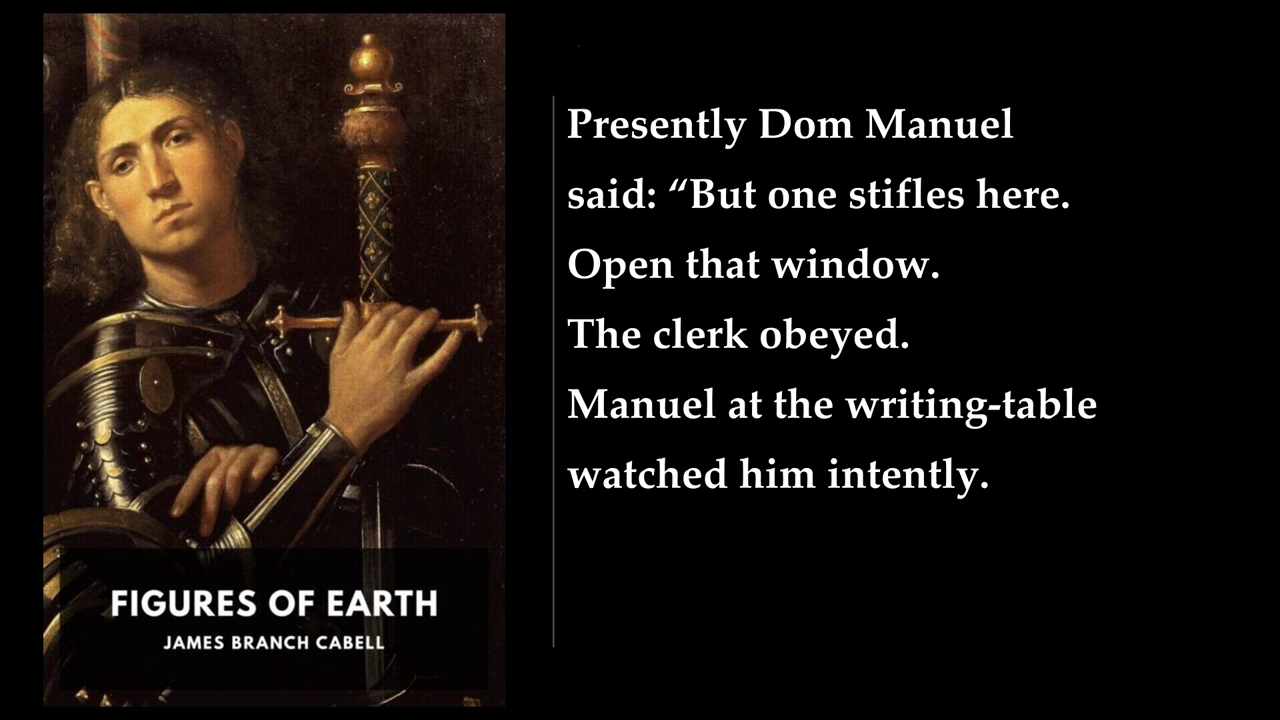 FIGURES OF EARTH
JAMES BRANCH CABELL
Presently Dom Manuel
said: “But one stifles here.
Open that window.
The clerk obeyed.
Manuel at the writing-table
watched him intently.